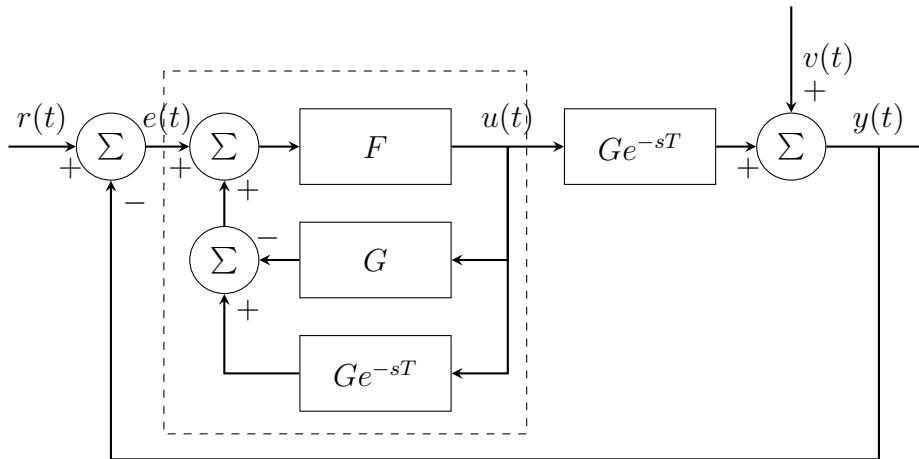 v(t)
+
r(t) e(t) u(t) y(t)
Σ Σ F Ge^{-sT} Σ
+ + + +
−
− +
Σ G
+
Ge^{-sT}